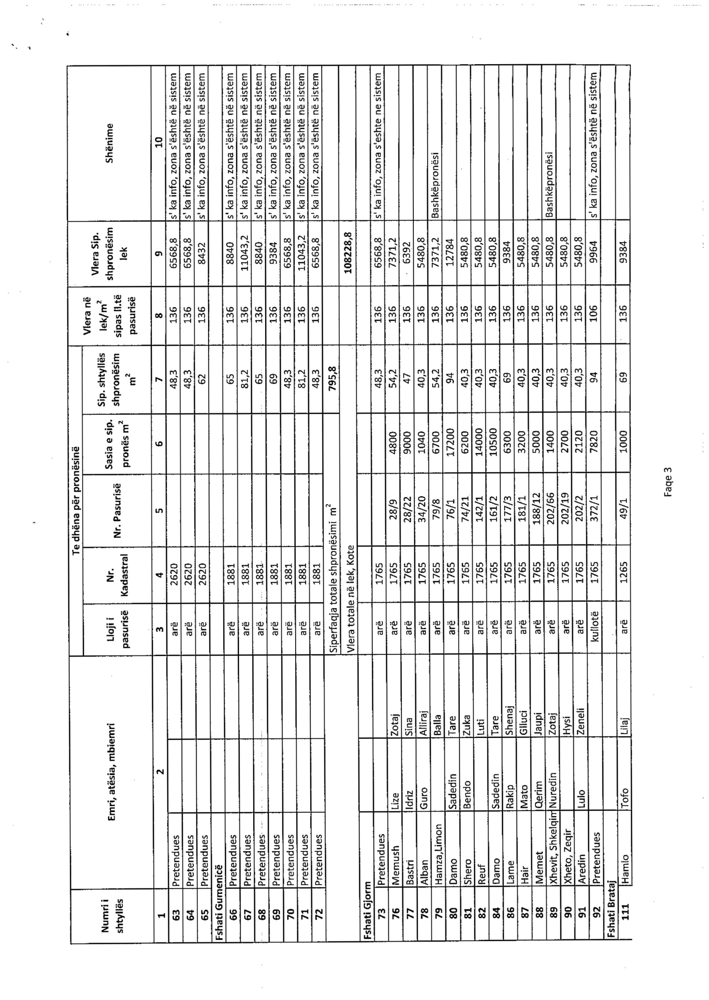 Numri i shtyllës | Emri, atësia, mbiemri | Te dhëna për pronësinë | Vlera në lek/m² sipas ll.të pasurisë | Vlera Sip. shpronësim lek | Shënime
Lloji i pasurisë | Nr. Kadastral | Nr. Pasurisë | Sasia e sip. pronës m² | Sip. shtyllës shpronësim m²
1 | 2 | 3 | 4 | 5 | 6 | 7 | 8 | 9 | 10
63 | Pretendues | arë | 2620 | 48,3 | 136 | 6568,8 | s' ka info, zona s'është në sistem
64 | Pretendues | arë | 2620 | 48,3 | 136 | 6568,8 | s' ka info, zona s'është në sistem
65 | Pretendues | arë | 2620 | 62 | 136 | 8432 | s' ka info, zona s'është në sistem
Fshati Gumenicë
66 | Pretendues | arë | 1881 | 65 | 136 | 8840 | s' ka info, zona s'është në sistem
67 | Pretendues | arë | 1881 | 81,2 | 136 | 11043,2 | s' ka info, zona s'është në sistem
68 | Pretendues | arë | 1881 | 65 | 136 | 8840 | s' ka info, zona s'është në sistem
69 | Pretendues | arë | 1881 | 69 | 136 | 9384 | s' ka info, zona s'është në sistem
70 | Pretendues | arë | 1881 | 48,3 | 136 | 6568,8 | s' ka info, zona s'është në sistem
71 | Pretendues | arë | 1881 | 81,2 | 136 | 11043,2 | s' ka info, zona s'është në sistem
72 | Pretendues | arë | 1881 | 48,3 | 136 | 6568,8 | s' ka info, zona s'është në sistem
Siperfaqja totale shpronësimi m² | 795,8
Vlera totale në lek, Kote | 108228,8
Fshati Gjorm
73 | Pretendues | arë | 1765 | 48,3 | 136 | 6568,8 | s' ka info, zona s'eshte ne sistem
76 | Memush | Lize | Zotaj | arë | 1765 | 28/9 | 4800 | 54,2 | 136 | 7371,2
77 | Bastri | Idriz | Sina | arë | 1765 | 28/22 | 9000 | 47 | 136 | 6392
78 | Alban | Guro | Alliraj | arë | 1765 | 34/20 | 1040 | 40,3 | 136 | 5480,8
79 | Hamza,Limon | Balla | arë | 1765 | 79/8 | 6700 | 54,2 | 136 | 7371,2 | Bashkëpronësi
80 | Damo | Sadedin | Tare | arë | 1765 | 76/1 | 17200 | 94 | 136 | 12784
81 | Shero | Bendo | Zuka | arë | 1765 | 74/21 | 6200 | 40,3 | 136 | 5480,8
82 | Reuf | Luti | arë | 1765 | 142/1 | 14000 | 40,3 | 136 | 5480,8
84 | Damo | Sadedin | Tare | arë | 1765 | 161/2 | 10500 | 40,3 | 136 | 5480,8
86 | Lame | Rakip | Shenaj | arë | 1765 | 177/3 | 6300 | 69 | 136 | 9384
87 | Hair | Mato | Glluci | arë | 1765 | 181/1 | 3200 | 40,3 | 136 | 5480,8
88 | Memet | Qerim | Jaupi | arë | 1765 | 188/12 | 5000 | 40,3 | 136 | 5480,8
89 | Xhevit, Shkelqim | Nuredin | Zotaj | arë | 1765 | 202/66 | 1400 | 40,3 | 136 | 5480,8 | Bashkëpronësi
90 | Xheto, Zeqir | Hysi | arë | 1765 | 202/19 | 2700 | 40,3 | 136 | 5480,8
91 | Aredin | Lulo | Zeneli | arë | 1765 | 202/2 | 2120 | 40,3 | 136 | 5480,8
92 | Pretendues | kullotë | 1765 | 372/1 | 7820 | 94 | 106 | 9964 | s' ka info, zona s'është në sistem
Fshati Brataj
111 | Hamlo | Tofo | Lilaj | arë | 1265 | 49/1 | 1000 | 69 | 136 | 9384
Faqe 3